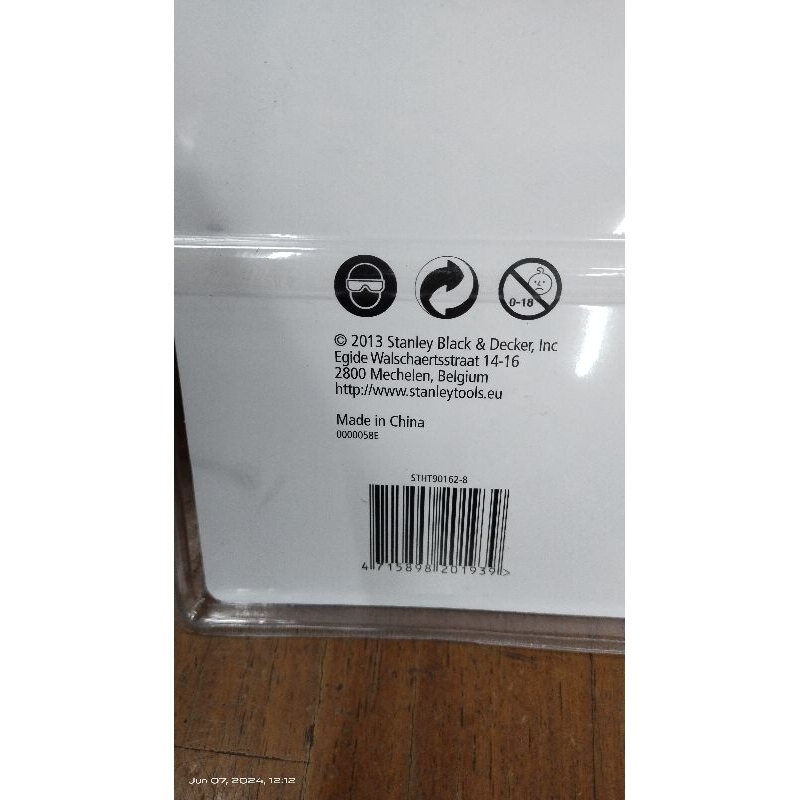 0-18
© 2013 Stanley Black & Decker, Inc
Egide Walschaertsstraat 14-16
2800 Mechelen, Belgium
http://www.stanleytools.eu
Made in China
0000058E
STHT90162-8
4 715898 201939 >
Jun 07, 2024, 12:12